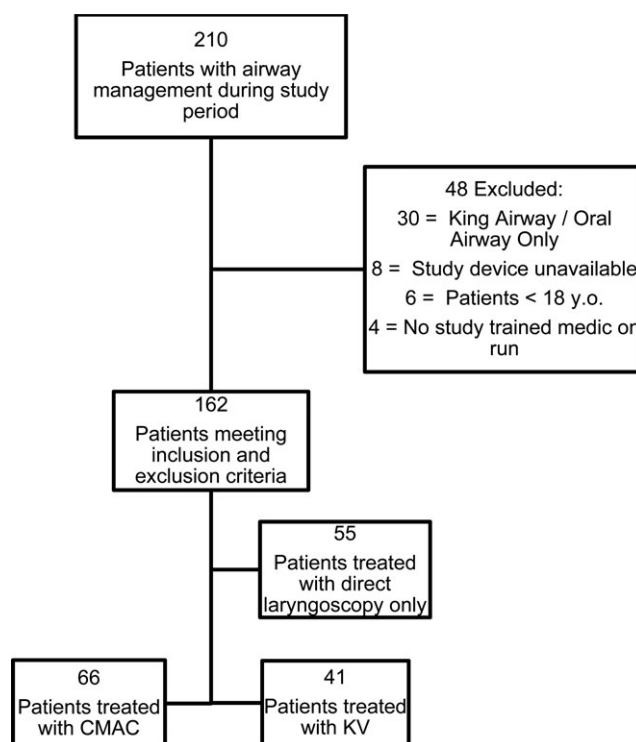 210
Patients with airway
management during study
period
48 Excluded:
30 = King Airway / Oral
Airway Only
8 = Study device unavailable
6 = Patients < 18 y.o.
4 = No study trained medic on
run
162
Patients meeting
inclusion and
exclusion criteria
55
Patients treated
with direct
laryngoscopy only
66
Patients treated
with CMAC
41
Patients treated
with KV